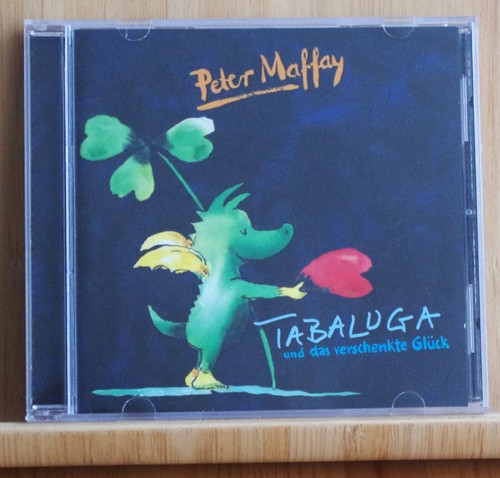 Peter Maffay
TABALUGA
und das verschenkte Glück